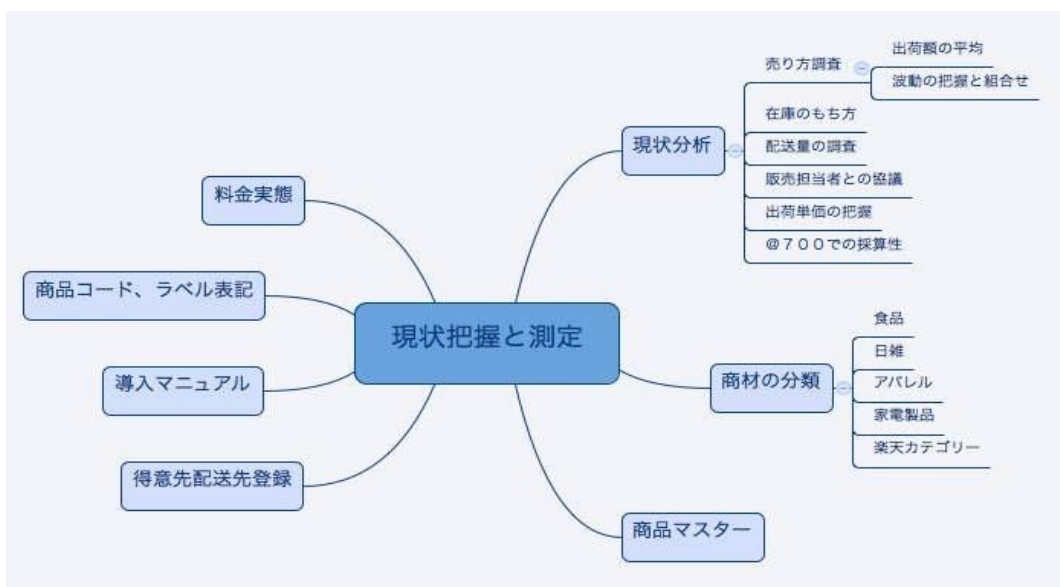 現状把握と測定
現状分析
売り方調査
出荷額の平均
波動の把握と組合せ
在庫のもち方
配送量の調査
販売担当者との協議
出荷単価の把握
@７００での採算性
商材の分類
食品
日雑
アパレル
家電製品
楽天カテゴリー
商品マスター
料金実態
商品コード、ラベル表記
導入マニュアル
得意先配送先登録